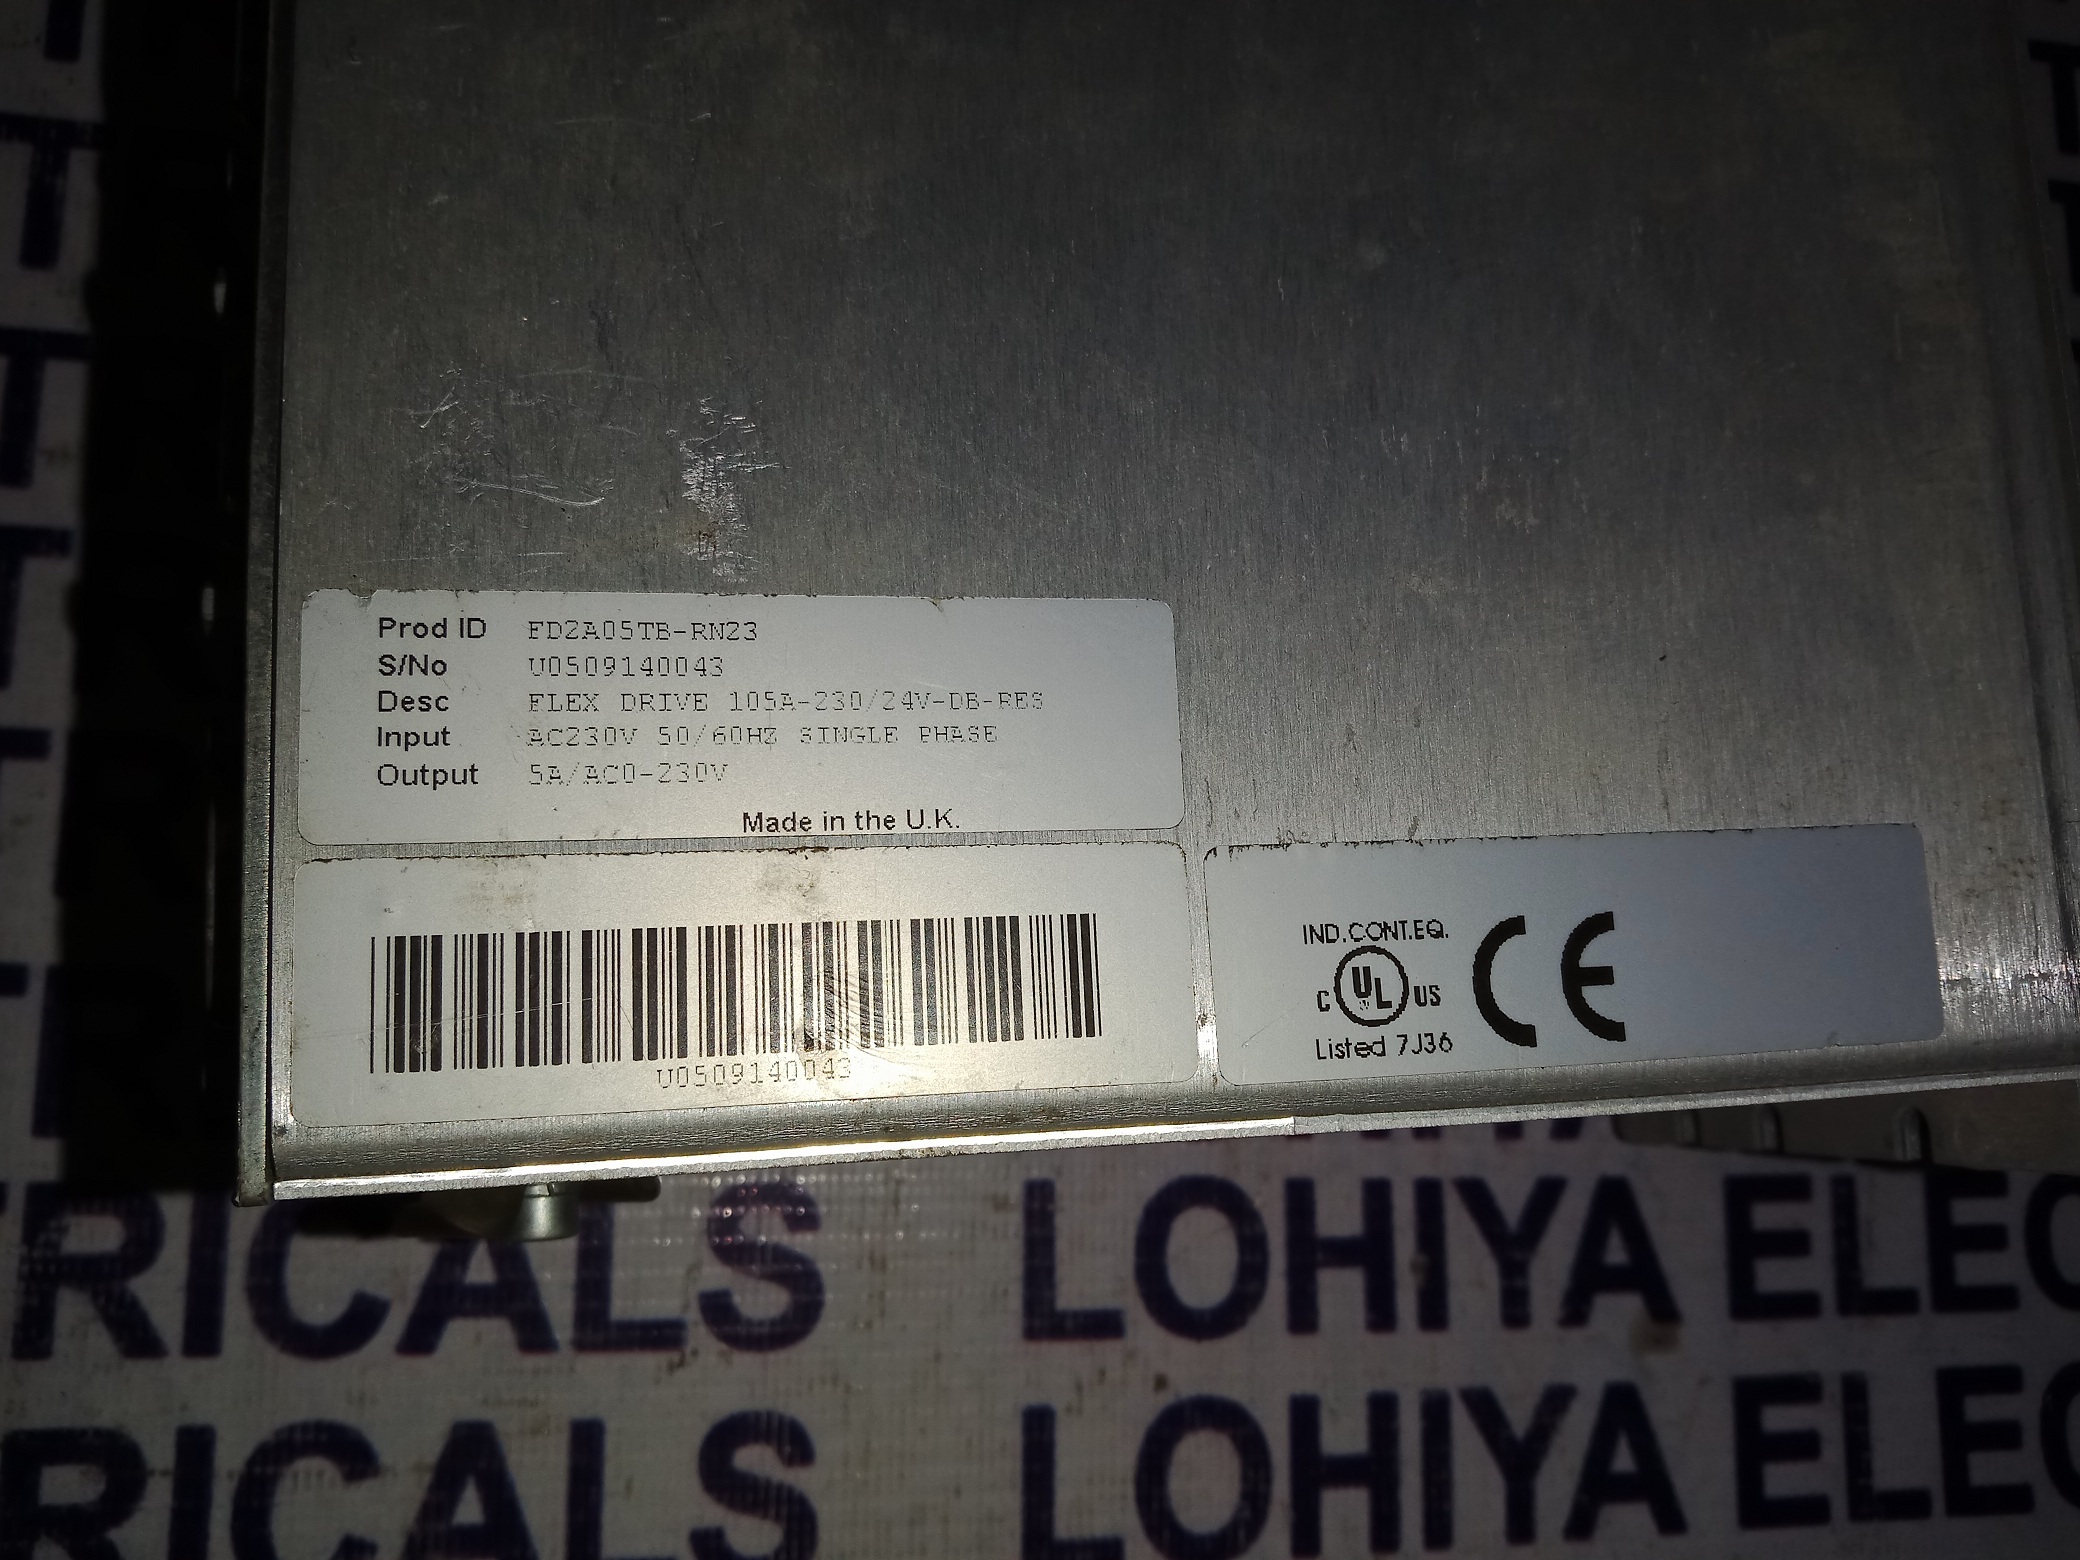 Prod ID FD2A05TB-RN23
S/No U0509140043
Desc FLEX DRIVE 105A-230/24V-DB-RES
Input AC230V 50/60HZ SINGLE PHASE
Output 5A/AC0-230V
Made in the U.K.
U0509140043
IND.CONT.EQ.
C UL US CE
Listed 7J36
RICALS LOHIYA ELEC
RICALS LOHIYA ELEC